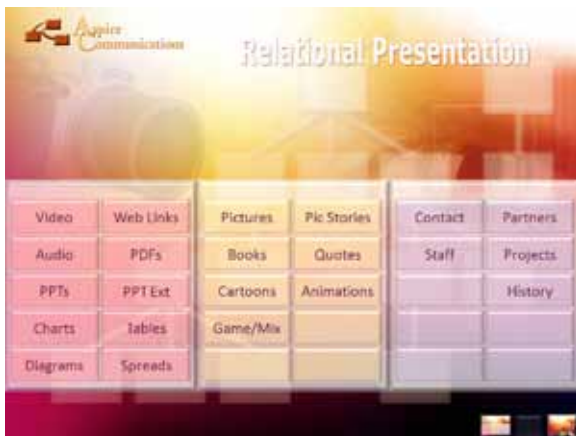 Aspire
Communications
Relational Presentation
Video Web Links Pictures Pic Stories Contact Partners
Audio PDFs Books Quotes Staff Projects
PPTs PPT Ext Cartoons Animations History
Charts Tables Game/Mix
Diagrams Spreads